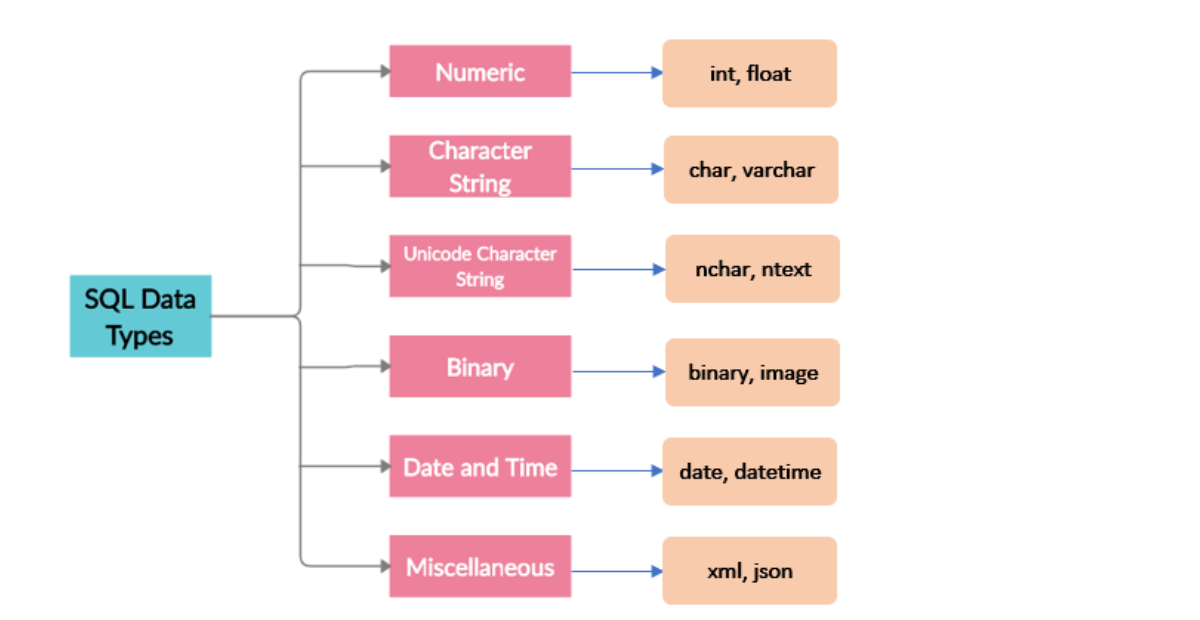 SQL Data
Types
Numeric
int, float
Character
String
char, varchar
Unicode Character
String
nchar, ntext
Binary
binary, image
Date and Time
date, datetime
Miscellaneous
xml, json